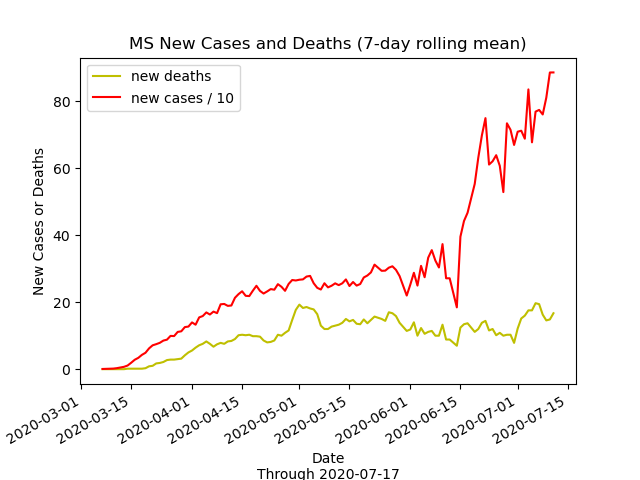 MS New Cases and Deaths (7-day rolling mean)
new deaths
new cases / 10
New Cases or Deaths
80
60
40
20
0
2020-03-01
2020-03-15
2020-04-01
2020-04-15
2020-05-01
2020-05-15
2020-06-01
2020-06-15
2020-07-01
2020-07-15
Date
Through 2020-07-17